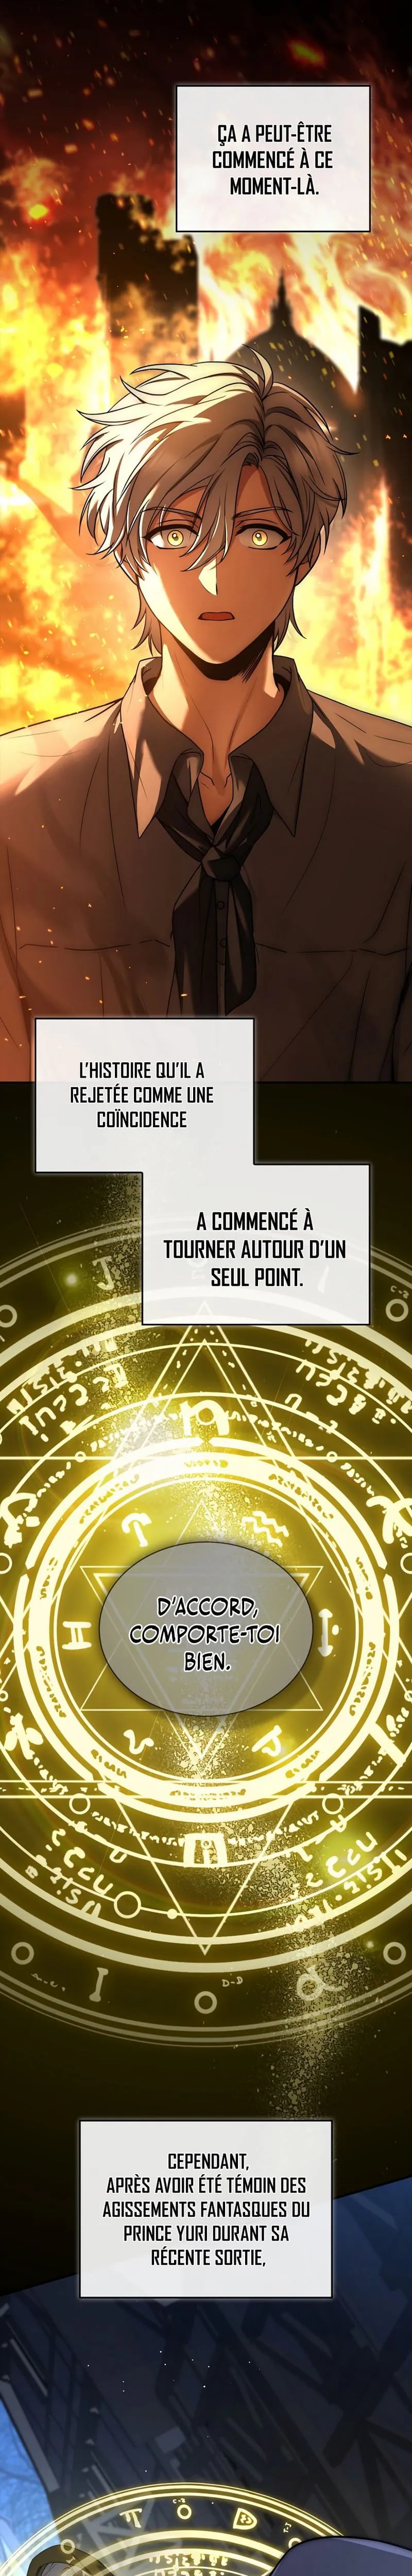 ÇA A PEUT-ÊTRE
COMMENCÉ À CE
MOMENT-LÀ.
L'HISTOIRE QU'IL A
REJETÉE COMME UNE
COÏNCIDENCE
A COMMENCÉ À
TOURNER AUTOUR D'UN
SEUL POINT.
D'ACCORD,
COMPORTE-TOI
BIEN.
CEPENDANT,
APRÈS AVOIR ÉTÉ TÉMOIN DES
AGISSEMENTS FANTASQUES DU
PRINCE YURI DURANT SA
RÉCENTE SORTIE,